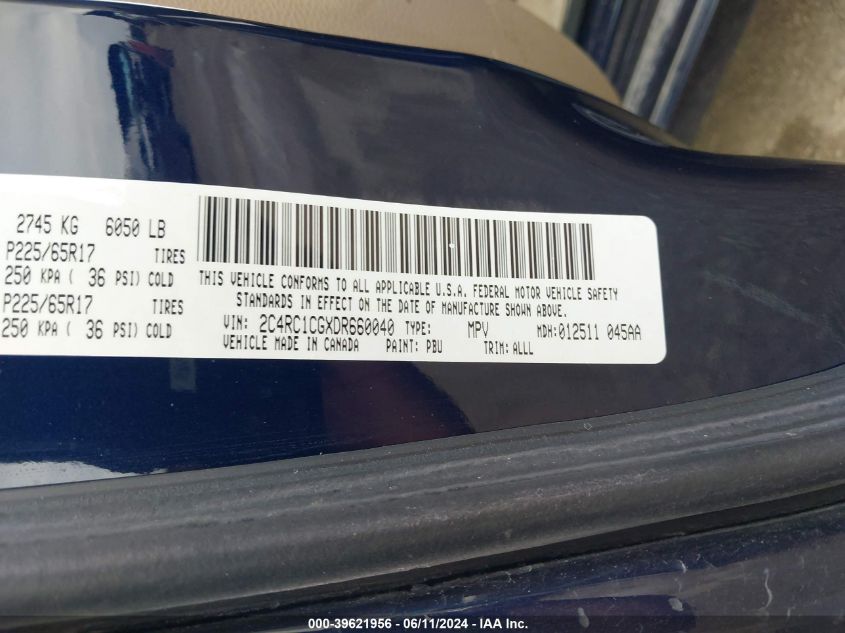 2745 KG 6050 LB
P225/65R17 TIRES
250 KPA ( 36 PSI) COLD
P225/65R17 TIRES
250 KPA ( 36 PSI) COLD
THIS VEHICLE CONFORMS TO ALL APPLICABLE U.S.A. FEDERAL MOTOR VEHICLE SAFETY
STANDARDS IN EFFECT ON THE DATE OF MANUFACTURE SHOWN ABOVE.
VIN: 2C4RC1CGXDR660040 TYPE: MPV MDH:012511 045AA
VEHICLE MADE IN CANADA PAINT: PBU TRIM: ALLL
000-39621956 - 06/11/2024 - IMG_TYPE_UNDEFINED